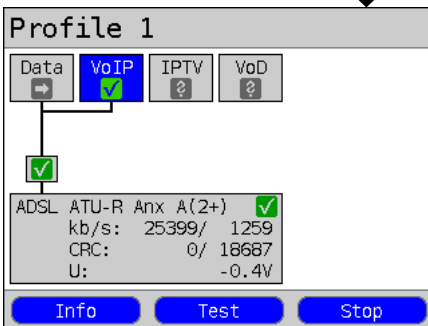 Profile 1
Data VoIP IPTV VoD
? ?
ADSL ATU-R Anx A(2+)
kb/s: 25399/ 1259
CRC: 0/ 18687
U: -0.4V
Info Test Stop